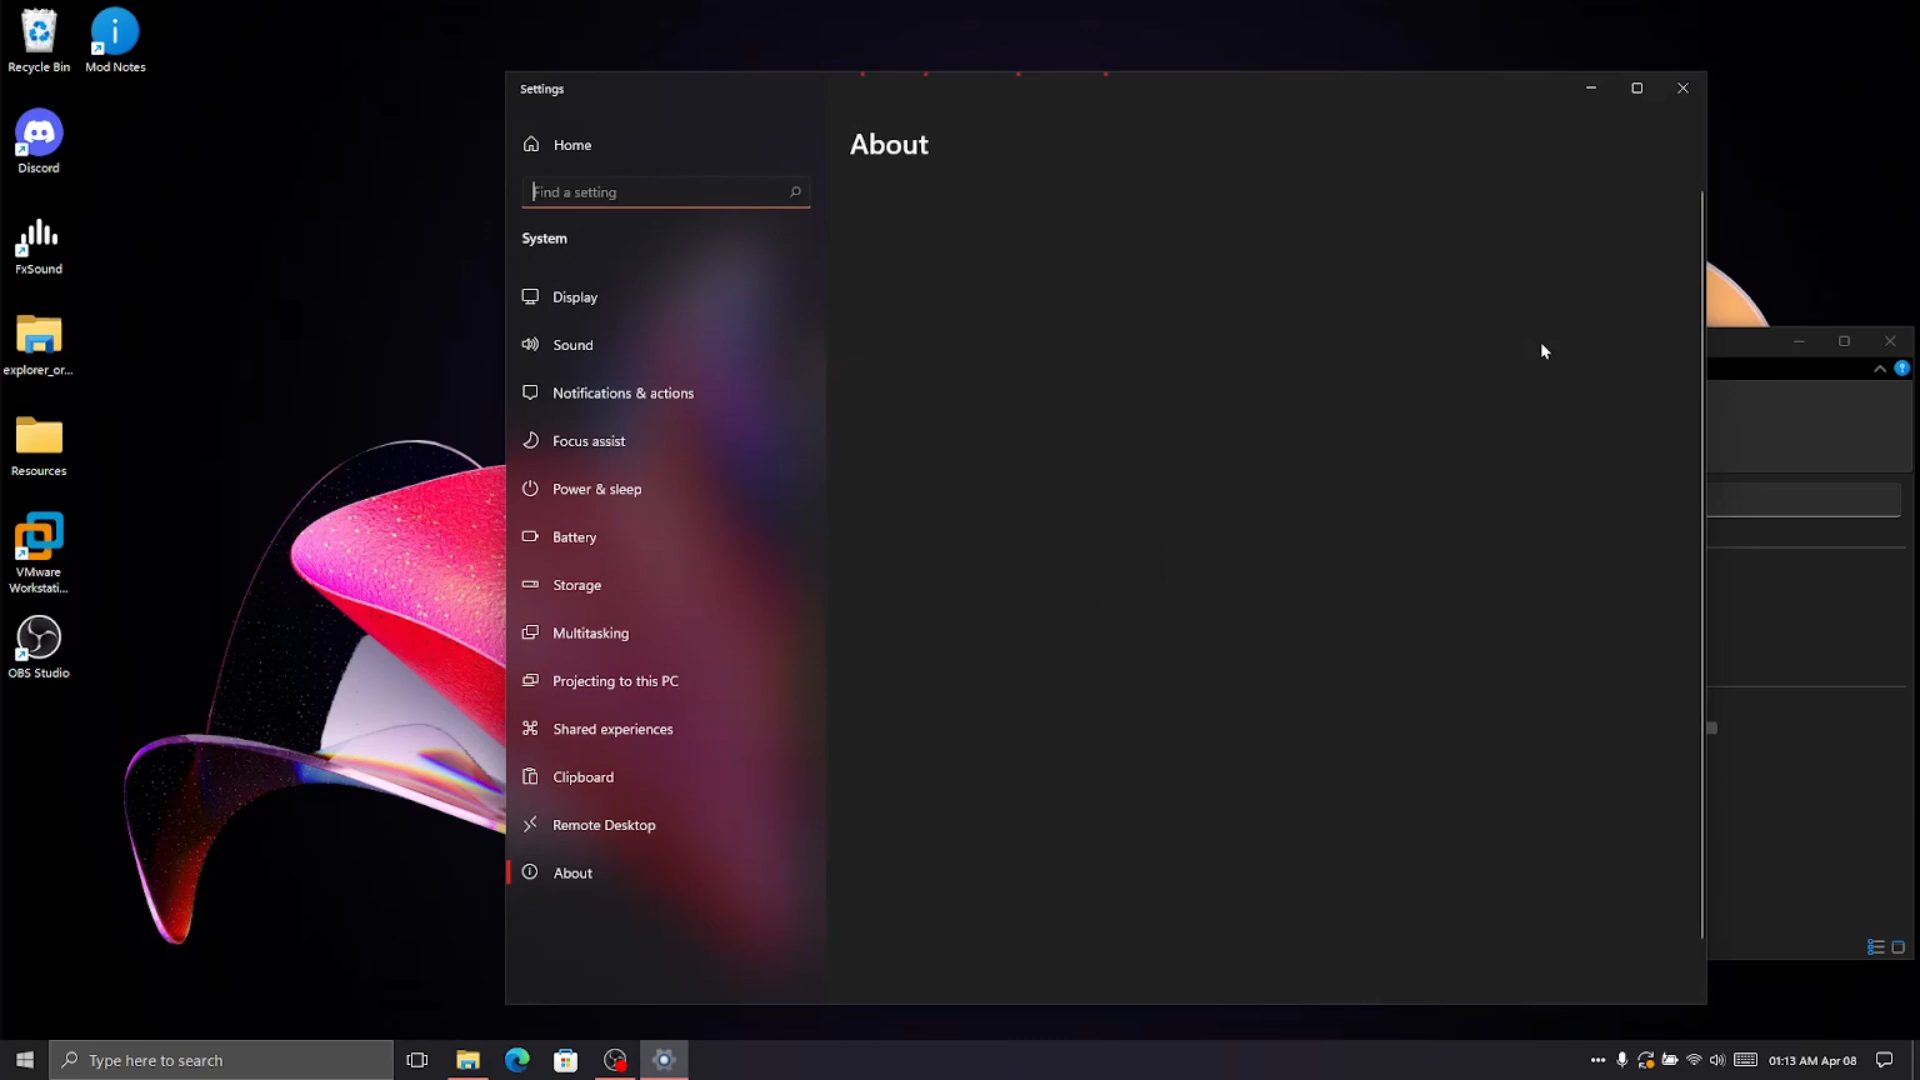 Recycle Bin
Mod Notes
Discord
FxSound
explorer_or...
Resources
VMware
Workstati...
OBS Studio
Settings
Home
Find a setting
System
Display
Sound
Notifications & actions
Focus assist
Power & sleep
Battery
Storage
Multitasking
Projecting to this PC
Shared experiences
Clipboard
Remote Desktop
About
About
Type here to search
01:13 AM Apr 08